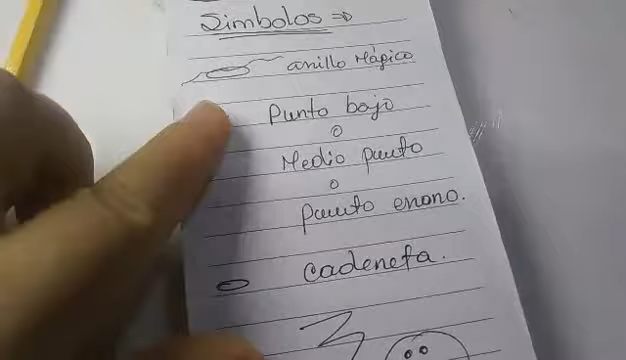 Simbolos ⇒
anillo Mágico
Punto bajo
o
Medio punto
o
punto enano.
cadeneta.